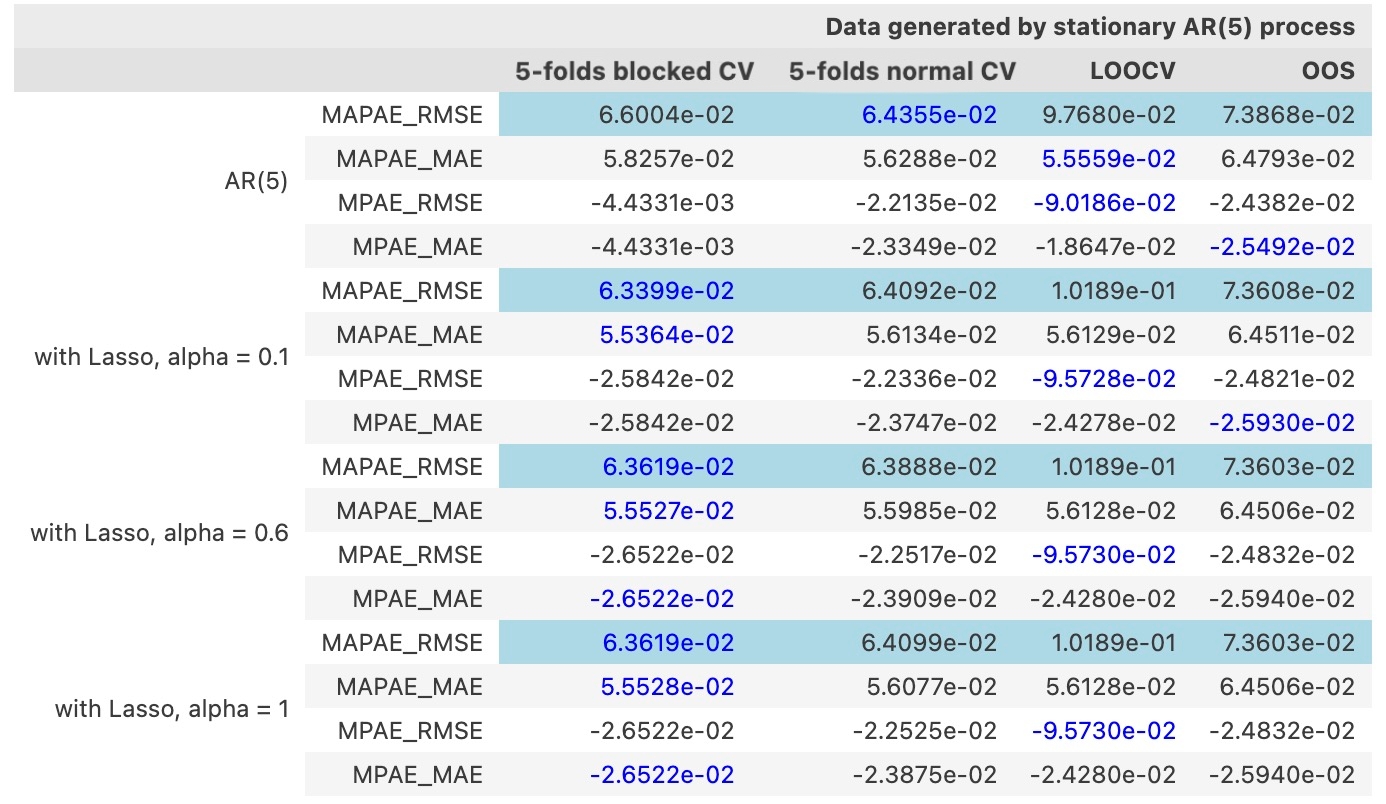 Data generated by stationary AR(5) process
5-folds blocked CV 5-folds normal CV LOOCV OOS
AR(5)
MAPAE_RMSE 6.6004e-02 6.4355e-02 9.7680e-02 7.3868e-02
MAPAE_MAE 5.8257e-02 5.6288e-02 5.5559e-02 6.4793e-02
MPAE_RMSE -4.4331e-03 -2.2135e-02 -9.0186e-02 -2.4382e-02
MPAE_MAE -4.4331e-03 -2.3349e-02 -1.8647e-02 -2.5492e-02
with Lasso, alpha = 0.1
MAPAE_RMSE 6.3399e-02 6.4092e-02 1.0189e-01 7.3608e-02
MAPAE_MAE 5.5364e-02 5.6134e-02 5.6129e-02 6.4511e-02
MPAE_RMSE -2.5842e-02 -2.2336e-02 -9.5728e-02 -2.4821e-02
MPAE_MAE -2.5842e-02 -2.3747e-02 -2.4278e-02 -2.5930e-02
with Lasso, alpha = 0.6
MAPAE_RMSE 6.3619e-02 6.3888e-02 1.0189e-01 7.3603e-02
MAPAE_MAE 5.5527e-02 5.5985e-02 5.6128e-02 6.4506e-02
MPAE_RMSE -2.6522e-02 -2.2517e-02 -9.5730e-02 -2.4832e-02
MPAE_MAE -2.6522e-02 -2.3909e-02 -2.4280e-02 -2.5940e-02
with Lasso, alpha = 1
MAPAE_RMSE 6.3619e-02 6.4099e-02 1.0189e-01 7.3603e-02
MAPAE_MAE 5.5528e-02 5.6077e-02 5.6128e-02 6.4506e-02
MPAE_RMSE -2.6522e-02 -2.2525e-02 -9.5730e-02 -2.4832e-02
MPAE_MAE -2.6522e-02 -2.3875e-02 -2.4280e-02 -2.5940e-02